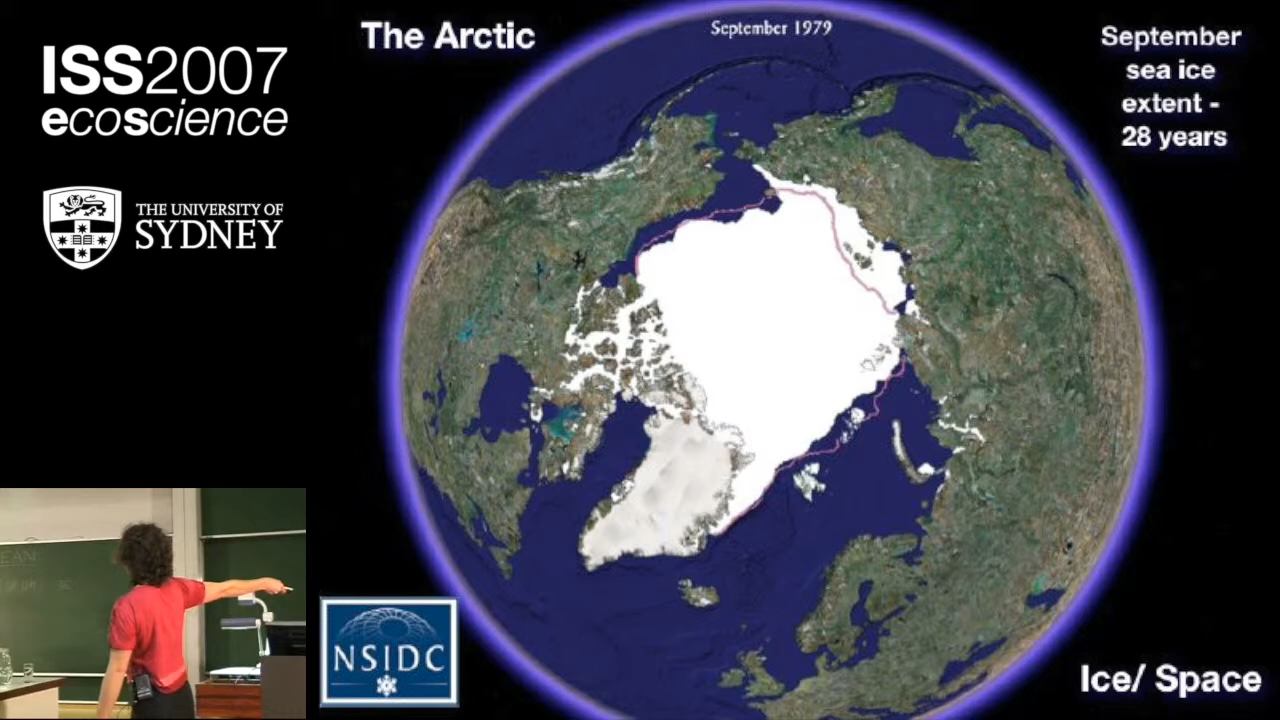 ISS2007
ecoscience
THE UNIVERSITY OF
SYDNEY
The Arctic
September 1979
September
sea ice
extent -
28 years
EAN
NSIDC
Ice/ Space